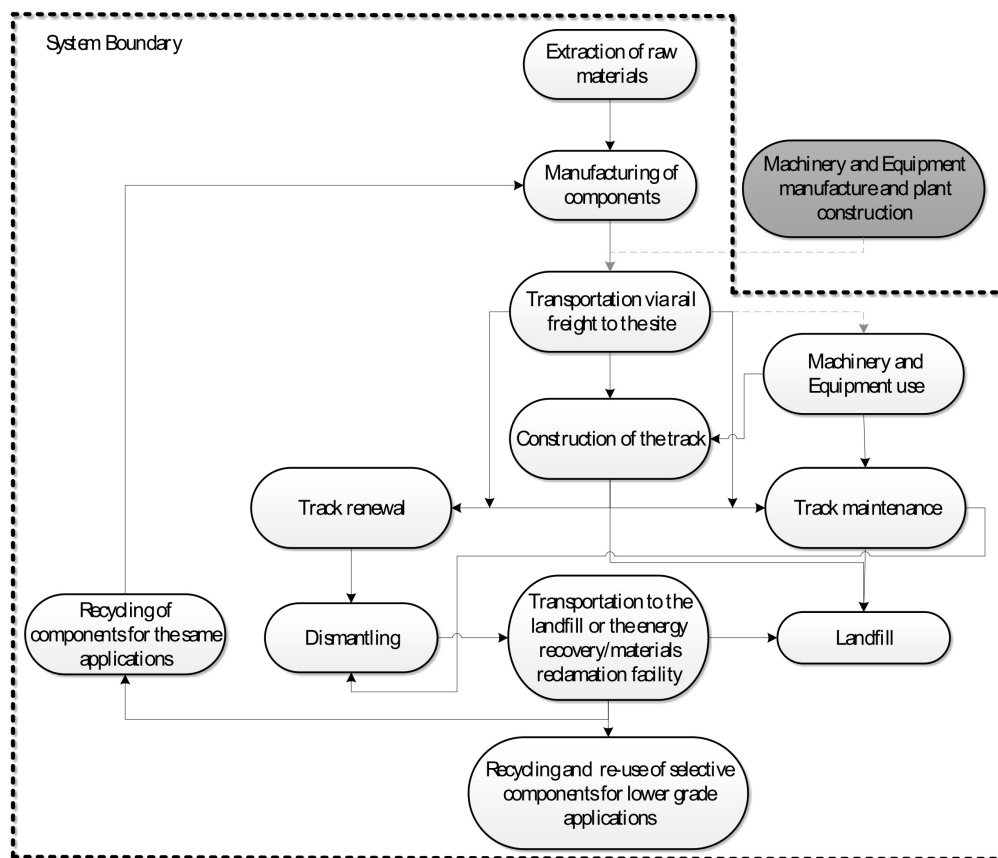 System Boundary
Extraction of raw
materials
Manufacturing of
components
Machinery and Equipment
manufacture and plant
construction
Transportation via rail
freight to the site
Machinery and
Equipment use
Construction of the track
Track renewal
Track maintenance
Recycling of
components for the same
applications
Dismantling
Transportation to the
landfill or the energy
recovery/materials
reclamation facility
Landfill
Recycling and re-use of selective
components for lower grade
applications